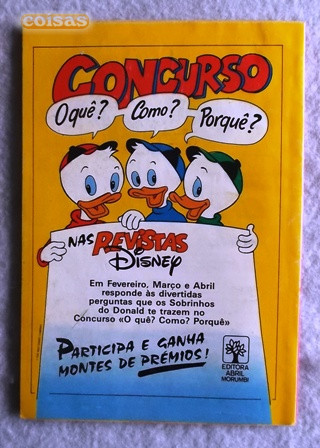 coisas
CONCURSO
O quê? Como? Porquê?
NAS REVISTAS
Disney
Em Fevereiro, Março e Abril
responde às divertidas
perguntas que os Sobrinhos
do Donald te trazem no
Concurso «O quê? Como? Porquê»
PARTICIPA E GANHA
MONTES DE PRÉMIOS!
EDITORA
ABRIL
MORUMBI